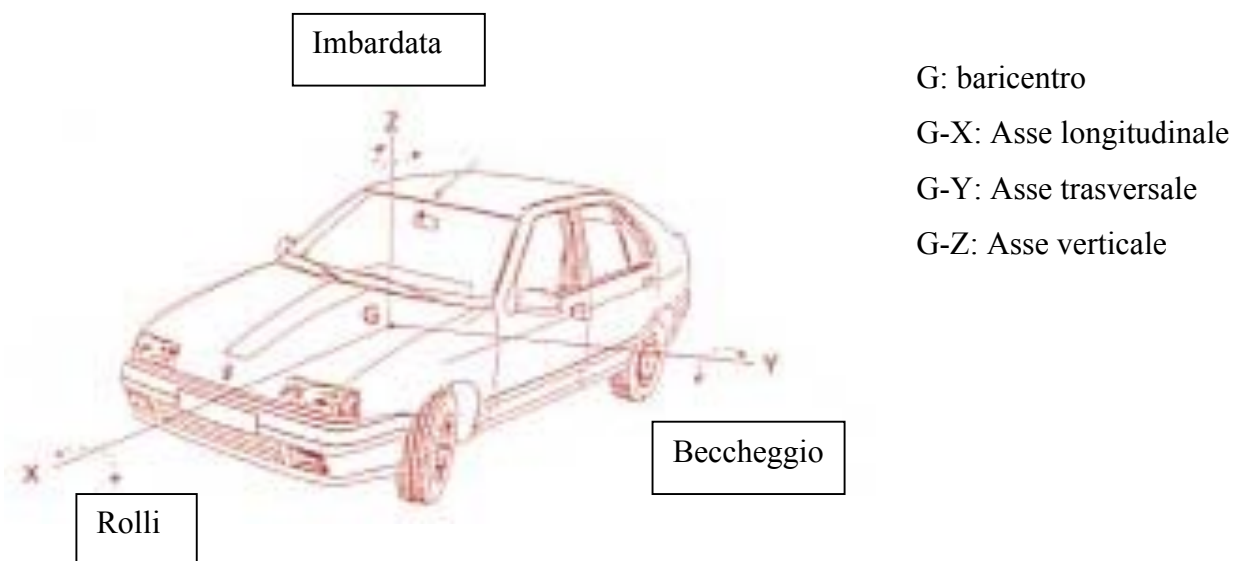 Imbardata
G: baricentro
G-X: Asse longitudinale
G-Y: Asse trasversale
G-Z: Asse verticale
Z
G
Y
X
Beccheggio
Rolli